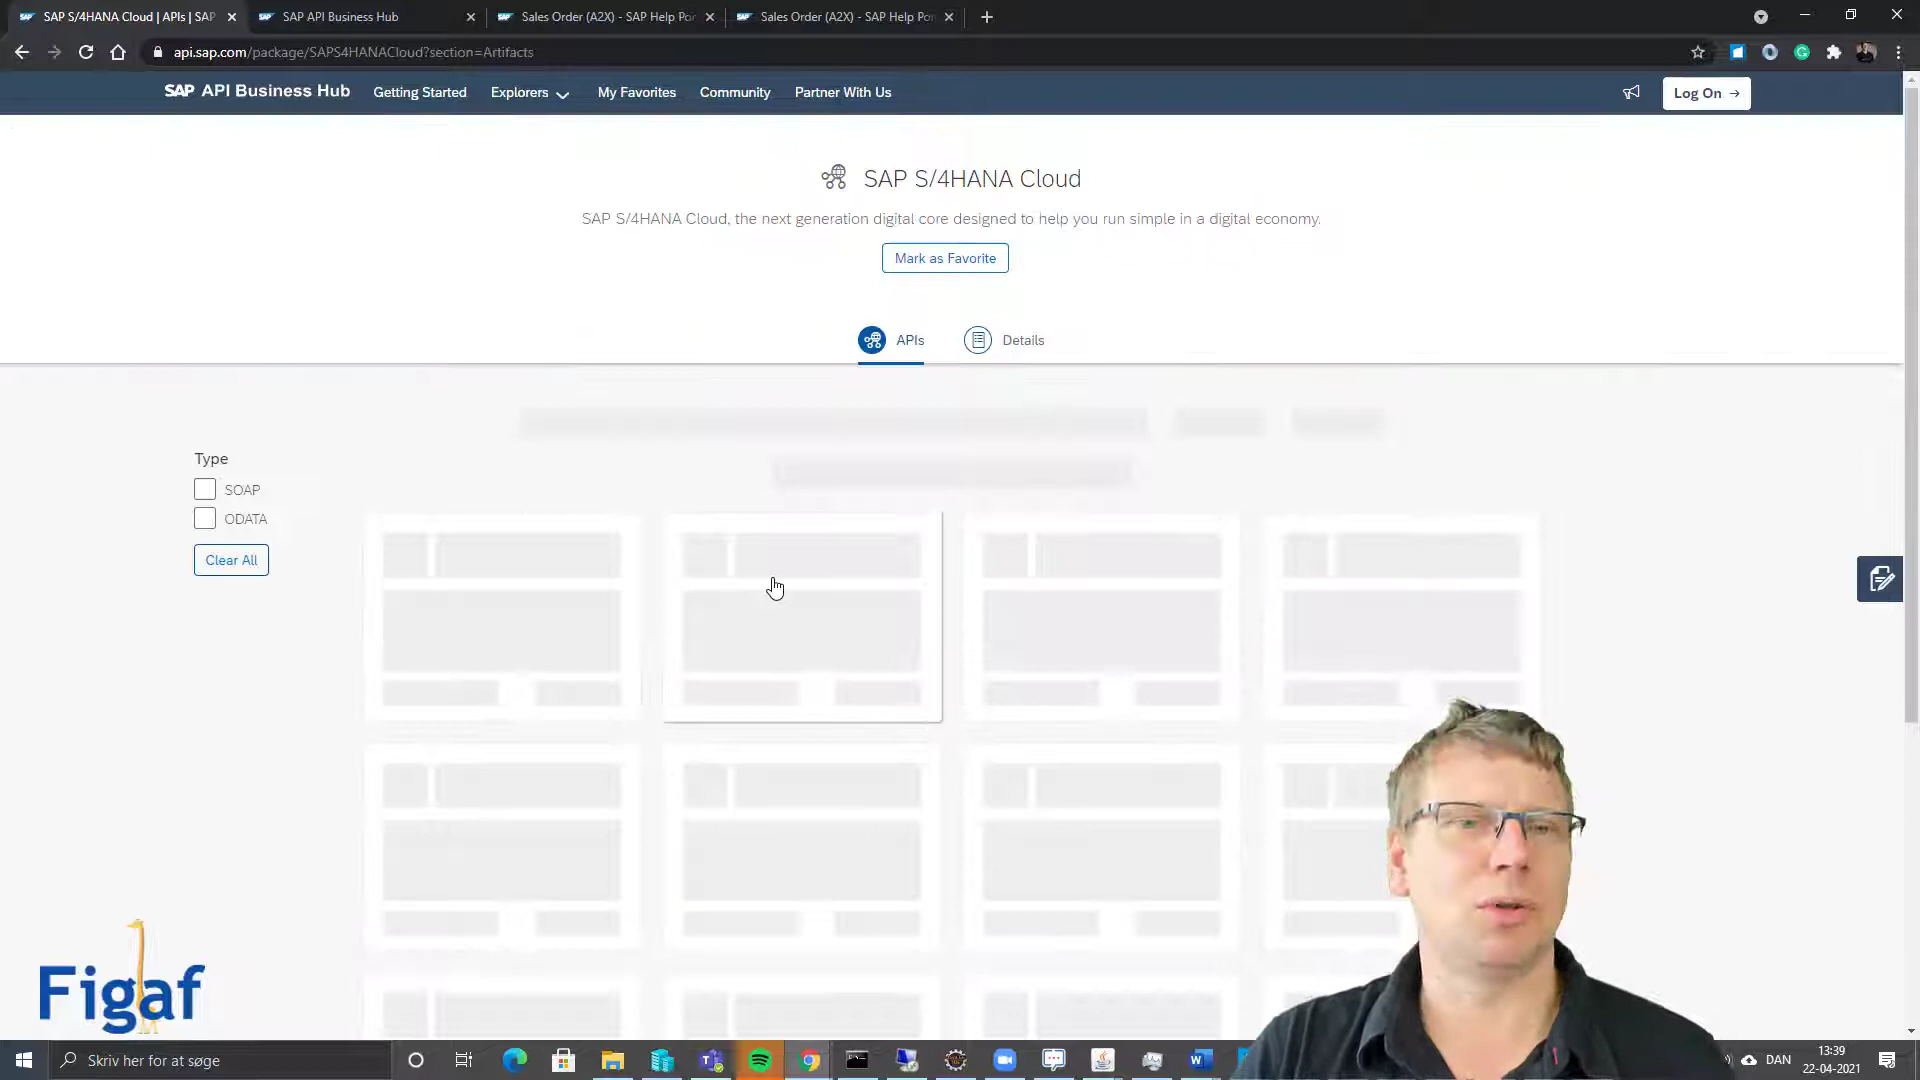 SAP S/4HANA Cloud | APIs | SAP
SAP API Business Hub
Sales Order (A2X) - SAP Help Por
Sales Order (A2X) - SAP Help Por
api.sap.com/package/SAPS4HANACloud?section=Artifacts
SAP API Business Hub
Getting Started
Explorers
My Favorites
Community
Partner With Us
Log On →
SAP S/4HANA Cloud
SAP S/4HANA Cloud, the next generation digital core designed to help you run simple in a digital economy.
Mark as Favorite
APIs
Details
Type
SOAP
ODATA
Clear All
Figaf
Skriv her for at søge
DAN
13:39
22-04-2021